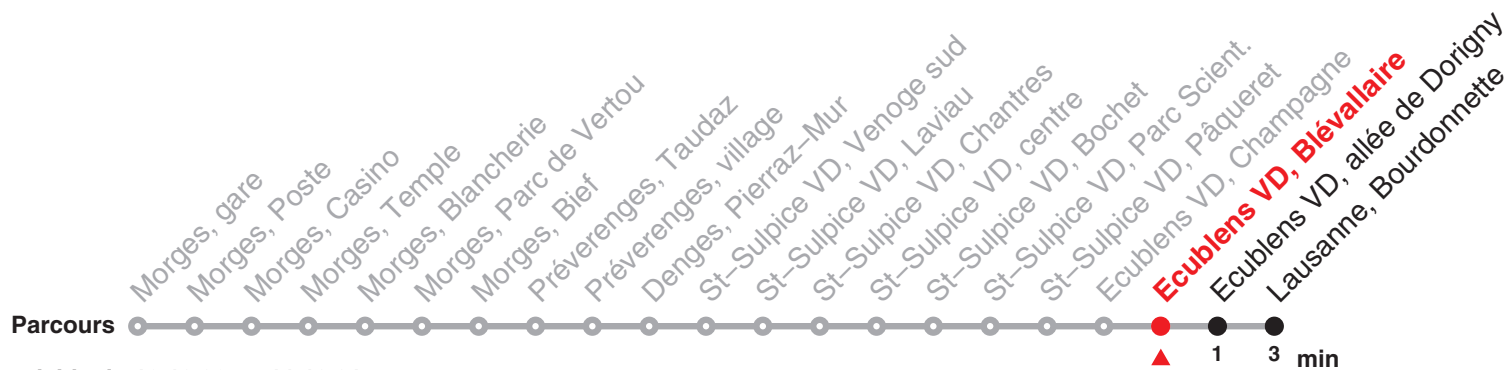 Morges, gare
Morges, Poste
Morges, Casino
Morges, Temple
Morges, Blancherie
Morges, Parc de Vertou
Morges, Bief
Préverenges, Taudaz
Préverenges, village
Denges, Pierraz–Mur
St–Sulpice VD, Venoge sud
St–Sulpice VD, Laviau
St–Sulpice VD, Chantres
St–Sulpice VD, centre
St–Sulpice VD, Bochet
St–Sulpice VD, Parc Scient.
St–Sulpice VD, Pâqueret
Ecublens VD, Champagne
Ecublens VD, Blévallaire
Ecublens VD, allée de Dorigny
Lausanne, Bourdonnette
Parcours
1 3 min